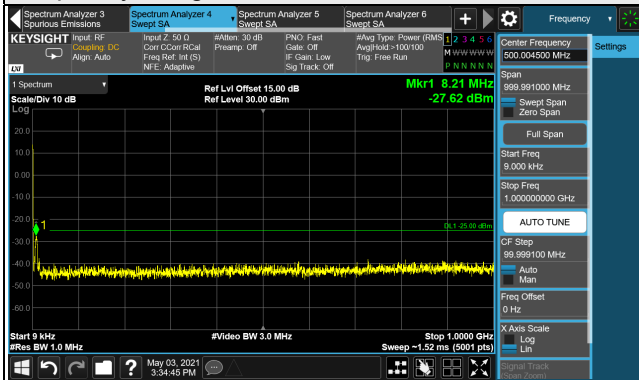 Spectrum Analyzer 3
Spurious Emissions
Spectrum Analyzer 4
Swept SA
Spectrum Analyzer 5
Swept SA
Spectrum Analyzer 6
Swept SA
+
Frequency
KEYSIGHT
Input: RF
Coupling: DC
Align: Auto
Input Z: 50 Ω
Corr CCorr RCal
Freq Ref: Int (S)
NFE: Adaptive
#Atten: 30 dB
Preamp: Off
PNO: Fast
Gate: Off
IF Gain: Low
Sig Track: Off
#Avg Type: Power (RMS
Avg|Hold:>100/100
Trig: Free Run
1 2 3 4 5 6
M W W W W W
P N N N N N
LXI
1 Spectrum
Scale/Div 10 dB
Ref Lvl Offset 15.00 dB
Ref Level 30.00 dBm
Mkr1 8.21 MHz
-27.62 dBm
Log
20.0
10.0
0.00
-10.0
-20.0
-30.0
-40.0
-50.0
-60.0
1
DL1 -25.00 dBm
Start 9 kHz
#Res BW 1.0 MHz
#Video BW 3.0 MHz
Stop 1.0000 GHz
Sweep ~1.52 ms (5001 pts)
Center Frequency
500.004500 MHz
Settings
Span
999.991000 MHz
Swept Span
Zero Span
Full Span
Start Freq
9.000 kHz
Stop Freq
1.000000000 GHz
AUTO TUNE
CF Step
99.999100 MHz
Auto
Man
Freq Offset
0 Hz
X Axis Scale
Log
Lin
Signal Track
(Span Zoom)
?
May 03, 2021
3:34:45 PM